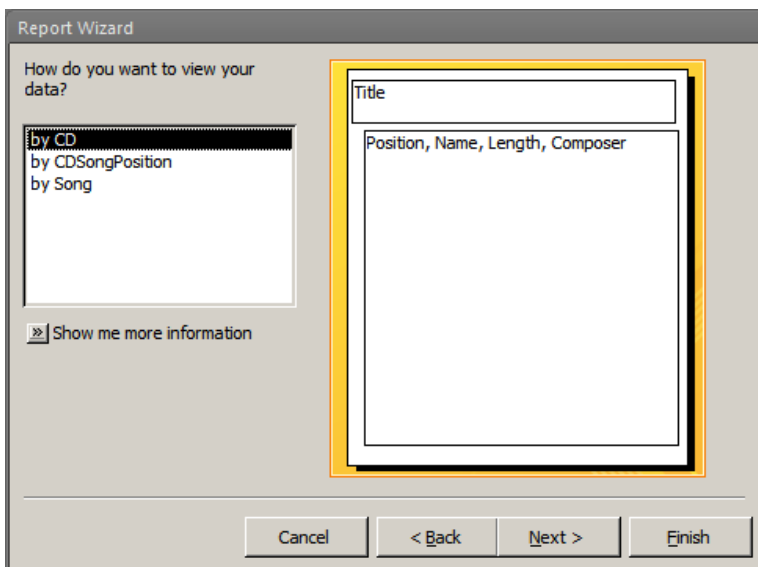 Report Wizard
How do you want to view your
data?
by CD
by CDSongPosition
by Song
» Show me more information
Title
Position, Name, Length, Composer
Cancel
< Back
Next >
Finish